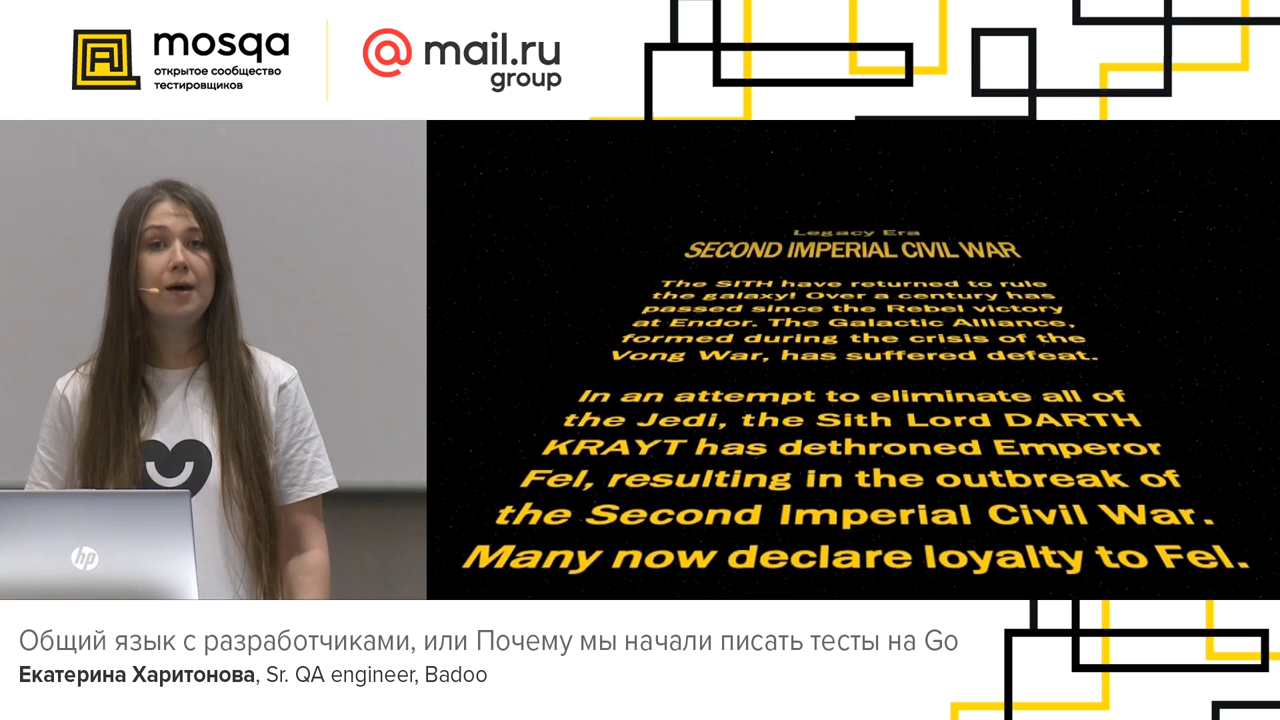 mosqa
открытое сообщество
тестировщиков
@mail.ru
group
Legacy Era
SECOND IMPERIAL CIVIL WAR
The SITH have returned to rule
the galaxy! Over a century has
passed since the Rebel victory
at Endor. The Galactic Alliance,
formed during the crisis of the
Vong War, has suffered defeat.
In an attempt to eliminate all of
the Jedi, the Sith Lord DARTH
KRAYT has dethroned Emperor
Fel, resulting in the outbreak of
the Second Imperial Civil War.
Many now declare loyalty to Fel.
hp
Общий язык с разработчиками, или Почему мы начали писать тесты на Go
Екатерина Харитонова, Sr. QA engineer, Badoo